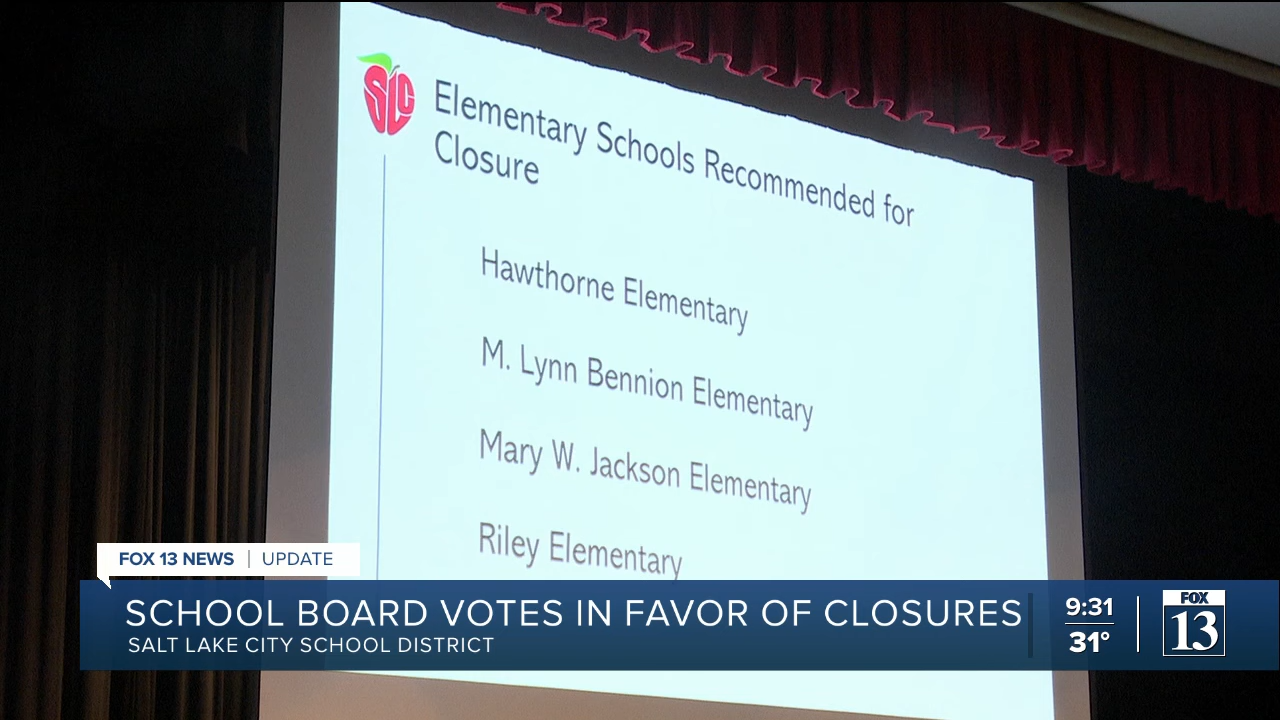 SLC
Elementary Schools Recommended for
Closure
Hawthorne Elementary
M. Lynn Bennion Elementary
Mary W. Jackson Elementary
Riley Elementary
FOX 13 NEWS | UPDATE
SCHOOL BOARD VOTES IN FAVOR OF CLOSURES
SALT LAKE CITY SCHOOL DISTRICT
9:31
31°
FOX
13